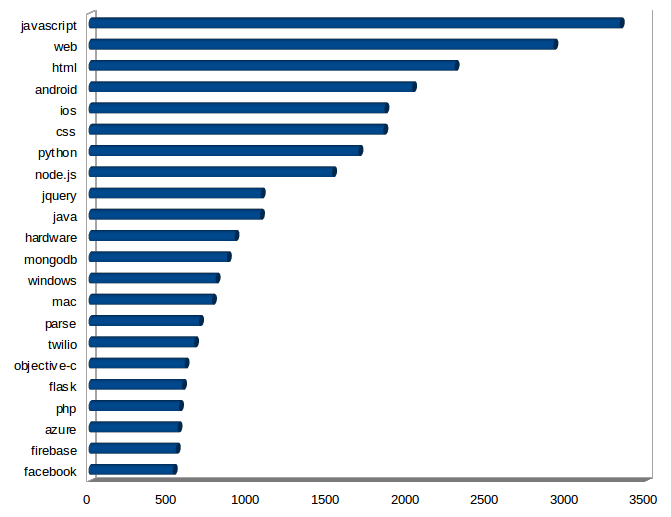 javascript
web
html
android
ios
css
python
node.js
jquery
java
hardware
mongodb
windows
mac
parse
twilio
objective-c
flask
php
azure
firebase
facebook
0 500 1000 1500 2000 2500 3000 3500